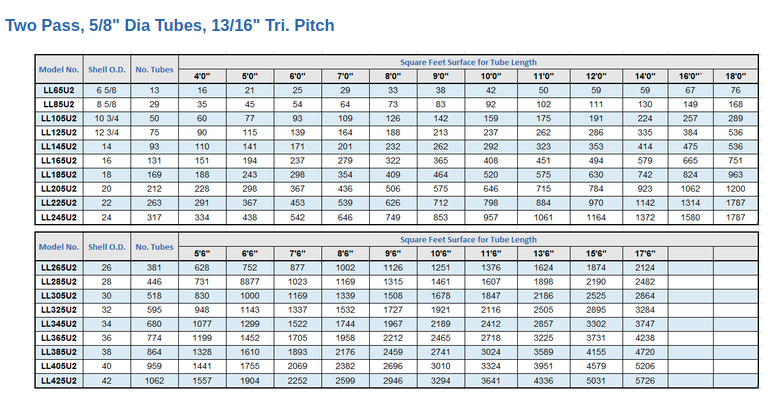 Two Pass, 5/8" Dia Tubes, 13/16" Tri. Pitch
Model No. Shell O.D. No. Tubes Square Feet Surface for Tube Length
4'0" 5'0" 6'0" 7'0" 8'0" 9'0" 10'0" 11'0" 12'0" 14'0" 16'0"' 18'0"
LL65U2 6 5/8 13 16 21 25 29 33 38 42 50 59 59 67 76
LL85U2 8 5/8 29 35 45 54 64 73 83 92 102 111 130 149 168
LL105U2 10 3/4 50 60 77 93 109 126 142 159 175 191 224 257 289
LL125U2 12 3/4 75 90 115 139 164 188 213 237 262 286 335 384 536
LL145U2 14 93 110 141 171 201 232 262 292 323 353 414 475 536
LL165U2 16 131 151 194 237 279 322 365 408 451 494 579 665 751
LL185U2 18 169 188 243 298 354 409 464 520 575 630 742 824 963
LL205U2 20 212 228 298 367 436 506 575 646 715 784 923 1062 1200
LL225U2 22 263 291 367 453 539 626 712 798 884 970 1142 1314 1787
LL245U2 24 317 334 438 542 646 749 853 957 1061 1164 1372 1580 1787
Model No. Shell O.D. No. Tubes Square Feet Surface for Tube Length
5'6" 6'6" 7'6" 8'6" 9'6" 10'6" 11'6" 13'6" 15'6" 17'6"
LL265U2 26 381 628 752 877 1002 1126 1251 1376 1624 1874 2124
LL285U2 28 446 731 8877 1023 1169 1315 1461 1607 1898 2190 2482
LL305U2 30 518 830 1000 1169 1339 1508 1678 1847 2186 2525 2864
LL325U2 32 595 948 1143 1337 1532 1727 1921 2116 2505 2895 3284
LL345U2 34 680 1077 1299 1522 1744 1967 2189 2412 2857 3302 3747
LL365U2 36 774 1199 1452 1705 1958 2212 2465 2718 3225 3731 4238
LL385U2 38 864 1328 1610 1893 2176 2459 2741 3024 3589 4155 4720
LL405U2 40 959 1441 1755 2069 2382 2696 3010 3324 3951 4579 5206
LL425U2 42 1062 1557 1904 2252 2599 2946 3294 3641 4336 5031 5726